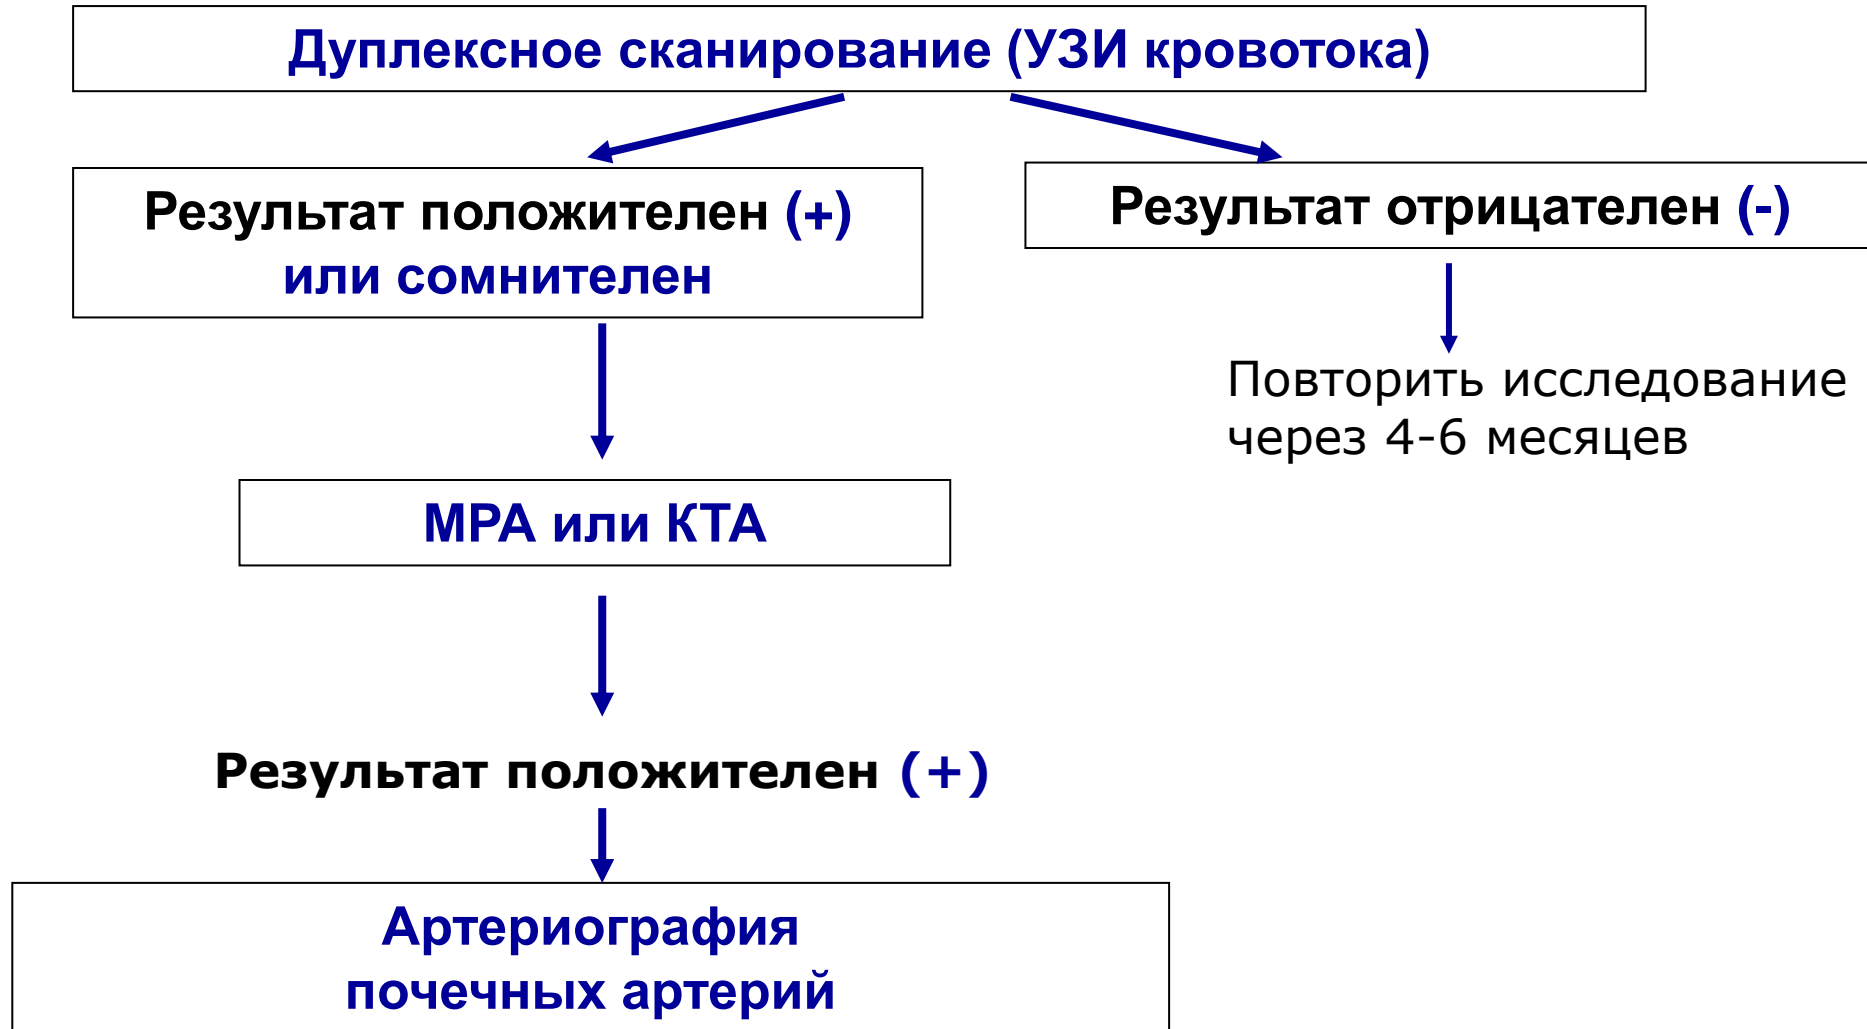 Дуплексное сканирование (УЗИ кровотока)
Результат положителен (+)
или сомнителен
Результат отрицателен (-)
Повторить исследование
через 4-6 месяцев
МРА или КТА
Результат положителен (+)
Артериография
почечных артерий